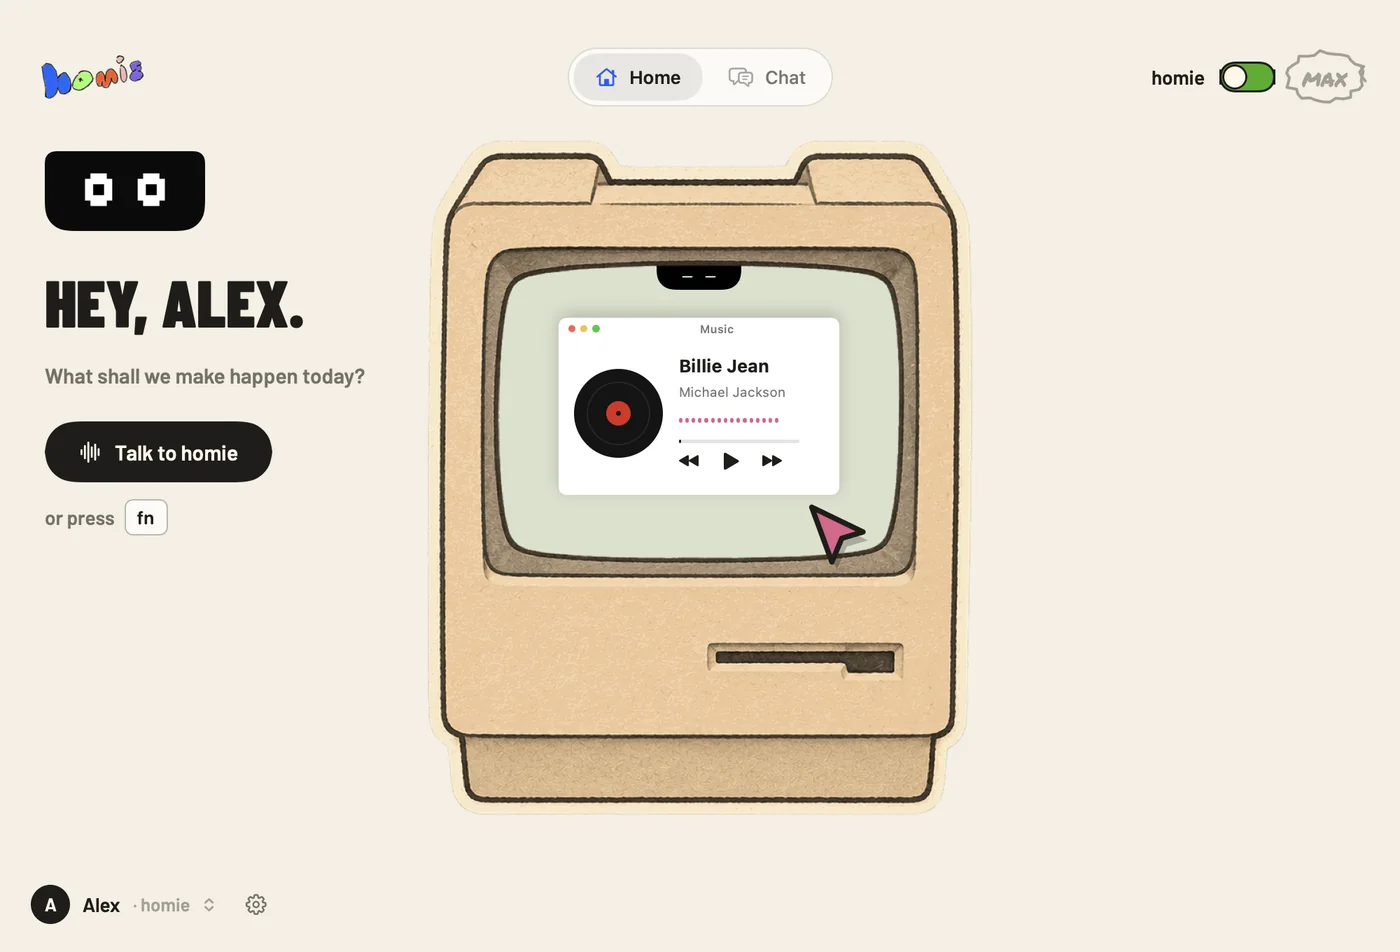 homie
Home
Chat
homie
MAX
HEY, ALEX.
What shall we make happen today?
Talk to homie
or press fn
Music
Billie Jean
Michael Jackson
A
Alex · homie